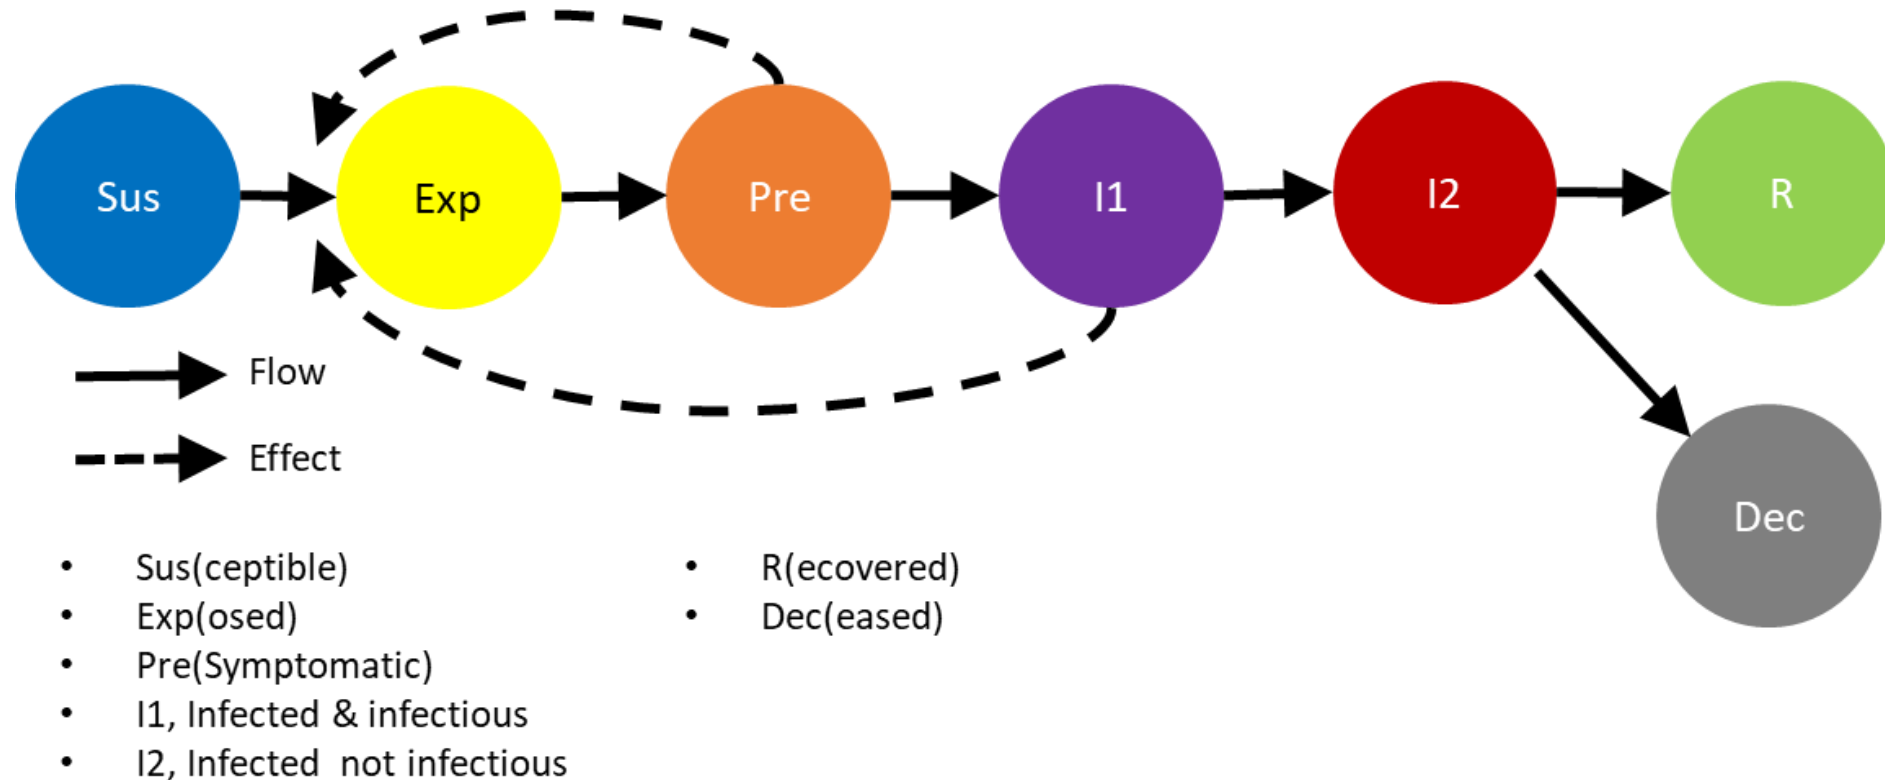 Sus
Exp
Pre
I1
I2
R
Flow
Effect
Dec
• Sus(ceptible)
• Exp(osed)
• Pre(Symptomatic)
• I1, Infected & infectious
• I2, Infected  not infectious
• R(ecovered)
• Dec(eased)